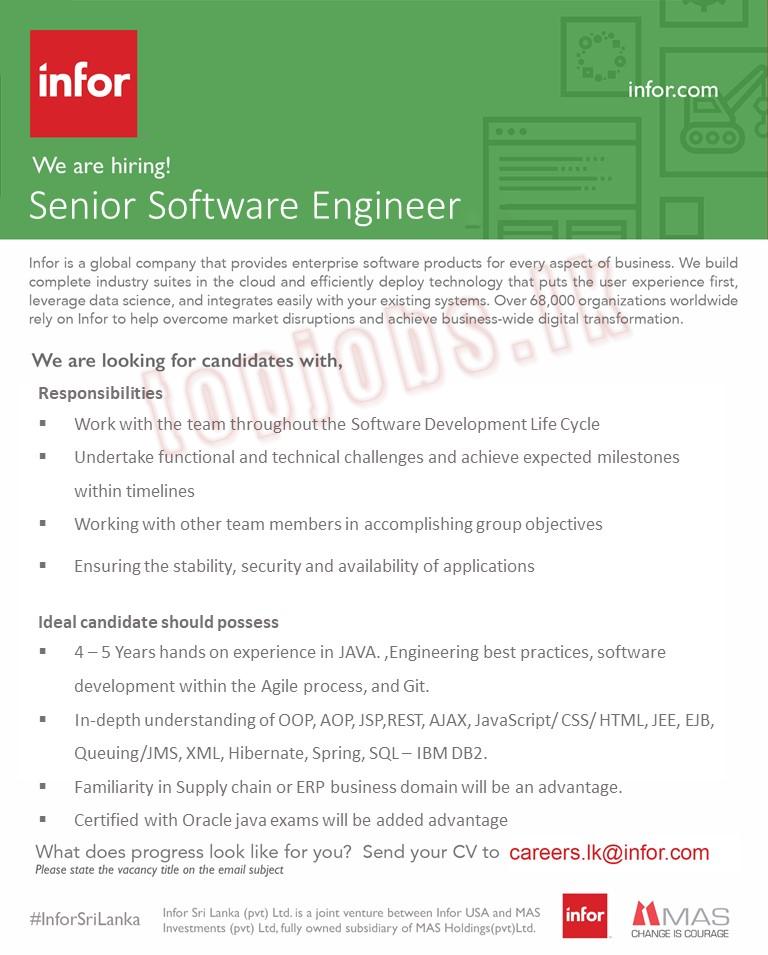 infor
infor.com
We are hiring!
Senior Software Engineer
Infor is a global company that provides enterprise software products for every aspect of business. We build
complete industry suites in the cloud and efficiently deploy technology that puts the user experience first,
leverage data science, and integrates easily with your existing systems. Over 68,000 organizations worldwide
rely on Infor to help overcome market disruptions and achieve business-wide digital transformation.
topjobs.lk
We are looking for candidates with,
Responsibilities
▪ Work with the team throughout the Software Development Life Cycle
▪ Undertake functional and technical challenges and achieve expected milestones
within timelines
▪ Working with other team members in accomplishing group objectives
▪ Ensuring the stability, security and availability of applications
Ideal candidate should possess
▪ 4 – 5 Years hands on experience in JAVA. ,Engineering best practices, software
development within the Agile process, and Git.
▪ In-depth understanding of OOP, AOP, JSP,REST, AJAX, JavaScript/ CSS/ HTML, JEE, EJB,
Queuing/JMS, XML, Hibernate, Spring, SQL – IBM DB2.
▪ Familiarity in Supply chain or ERP business domain will be an advantage.
▪ Certified with Oracle java exams will be added advantage
What does progress look like for you? Send your CV to careers.lk@infor.com
Please state the vacancy title on the email subject
#InforSriLanka
Infor Sri Lanka (pvt) Ltd. is a joint venture between Infor USA and MAS
Investments (pvt) Ltd, fully owned subsidiary of MAS Holdings(pvt)Ltd.
infor
MAS
CHANGE IS COURAGE